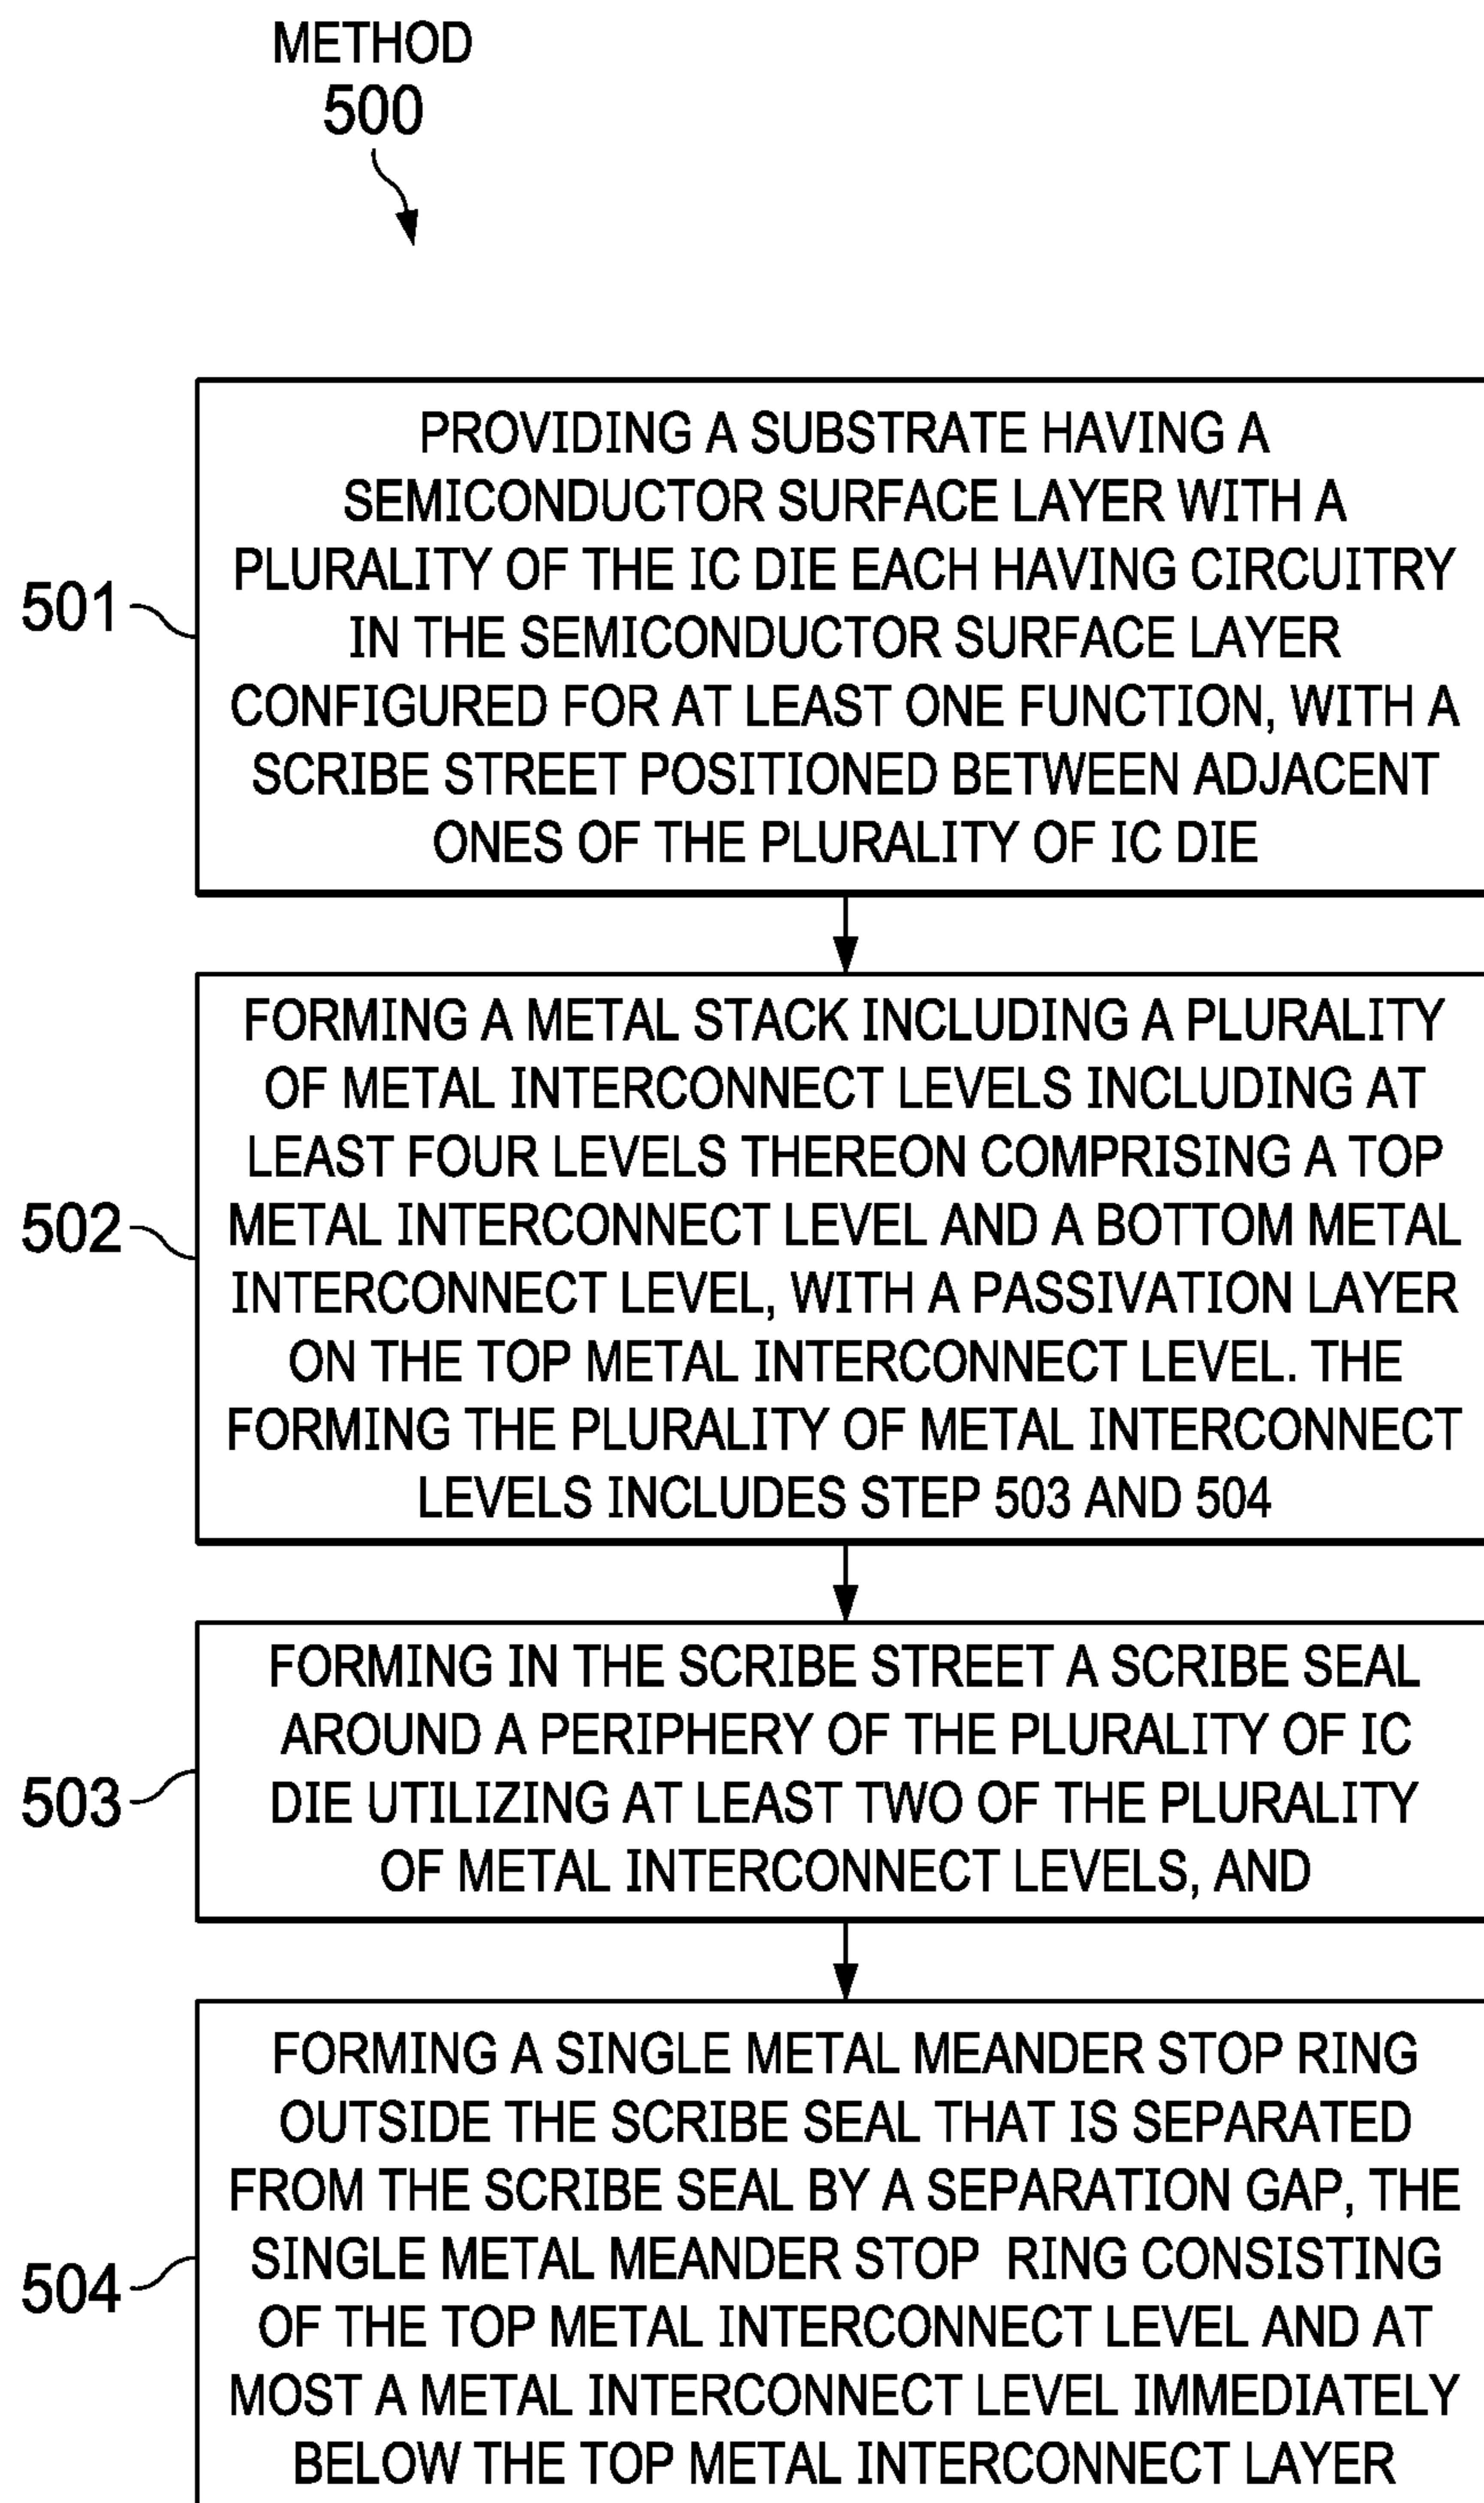 METHOD
500
501
PROVIDING A SUBSTRATE HAVING A
SEMICONDUCTOR SURFACE LAYER WITH A
PLURALITY OF THE IC DIE EACH HAVING CIRCUITRY
IN THE SEMICONDUCTOR SURFACE LAYER
CONFIGURED FOR AT LEAST ONE FUNCTION, WITH A
SCRIBE STREET POSITIONED BETWEEN ADJACENT
ONES OF THE PLURALITY OF IC DIE
502
FORMING A METAL STACK INCLUDING A PLURALITY
OF METAL INTERCONNECT LEVELS INCLUDING AT
LEAST FOUR LEVELS THEREON COMPRISING A TOP
METAL INTERCONNECT LEVEL AND A BOTTOM METAL
INTERCONNECT LEVEL, WITH A PASSIVATION LAYER
ON THE TOP METAL INTERCONNECT LEVEL. THE
FORMING THE PLURALITY OF METAL INTERCONNECT
LEVELS INCLUDES STEP 503 AND 504
503
FORMING IN THE SCRIBE STREET A SCRIBE SEAL
AROUND A PERIPHERY OF THE PLURALITY OF IC
DIE UTILIZING AT LEAST TWO OF THE PLURALITY
OF METAL INTERCONNECT LEVELS, AND
504
FORMING A SINGLE METAL MEANDER STOP RING
OUTSIDE THE SCRIBE SEAL THAT IS SEPARATED
FROM THE SCRIBE SEAL BY A SEPARATION GAP, THE
SINGLE METAL MEANDER STOP RING CONSISTING
OF THE TOP METAL INTERCONNECT LEVEL AND AT
MOST A METAL INTERCONNECT LEVEL IMMEDIATELY
BELOW THE TOP METAL INTERCONNECT LAYER